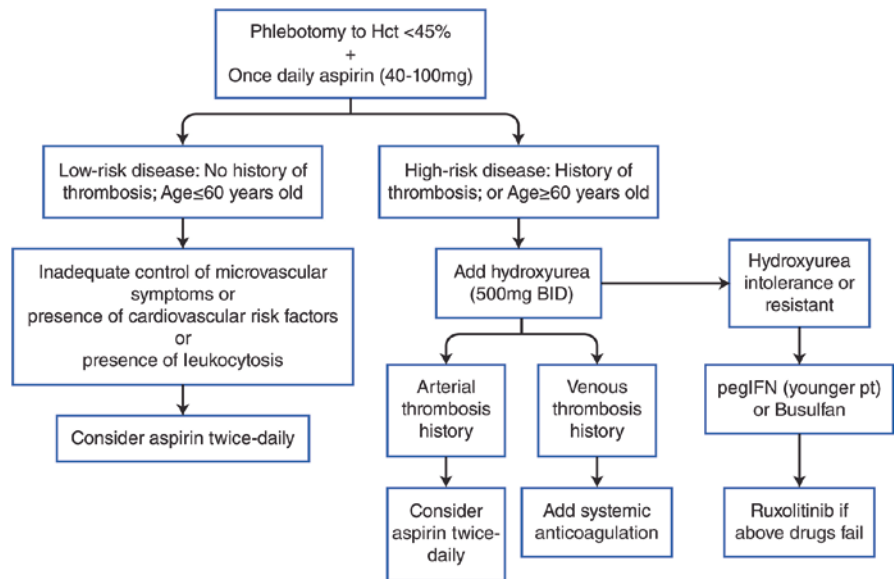 Phlebotomy to Hct <45%
+
Once daily aspirin (40-100mg)
Low-risk disease: No history of
thrombosis; Age≤60 years old
High-risk disease: History of
thrombosis; or Age≥60 years old
Inadequate control of microvascular
symptoms or
presence of cardiovascular risk factors
or
presence of leukocytosis
Add hydroxyurea
(500mg BID)
Hydroxyurea
intolerance or
resistant
Consider aspirin twice-daily
Arterial
thrombosis
history
Venous
thrombosis
history
pegIFN (younger pt)
or Busulfan
Consider
aspirin twice-
daily
Add systemic
anticoagulation
Ruxolitinib if
above drugs fail